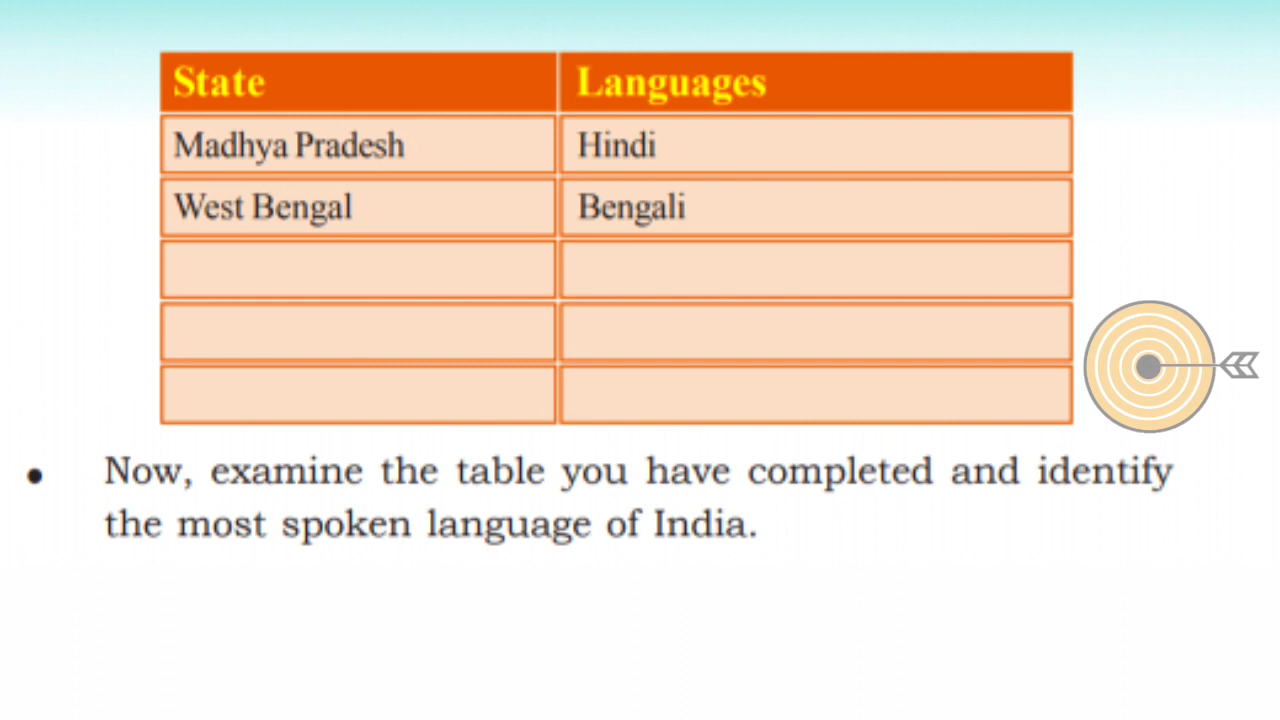 State Languages
Madhya Pradesh Hindi
West Bengal Bengali
• Now, examine the table you have completed and identify
the most spoken language of India.